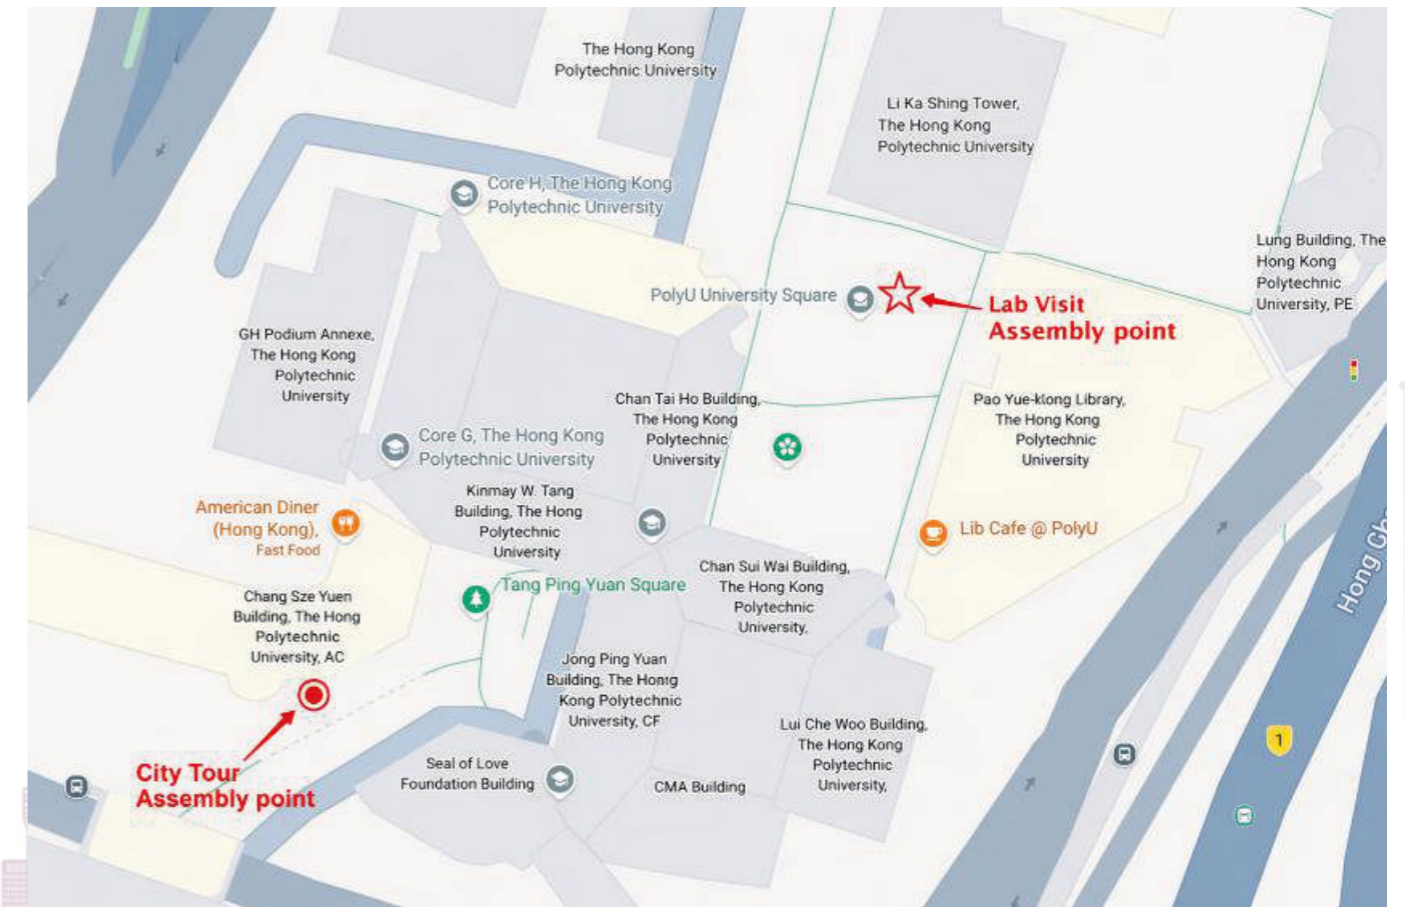 The Hong Kong
Polytechnic University
Li Ka Shing Tower,
The Hong Kong
Polytechnic University
Core H, The Hong Kong
Polytechnic University
Lung Building, The
Hong Kong
Polytechnic
University, PE
PolyU University Square
Lab Visit
Assembly point
GH Podium Annexe,
The Hong Kong
Polytechnic
University
Chan Tai Ho Building,
The Hong Kong
Polytechnic
University
Pao Yue-klong Library,
The Hong Kong
Polytechnic
University
Core G, The Hong Kong
Polytechnic University
Kinmay W. Tang
Building, The Hong
Polytechnic
University
American Diner
(Hong Kong),
Fast Food
Lib Cafe @ PolyU
Chan Sui Wai Building,
The Hong Kong
Polytechnic
University,
Tang Ping Yuan Square
Chang Sze Yuen
Building, The Hong
Polytechnic
University, AC
Jong Ping Yuan
Building, The Hong
Kong Polytechnic
University, CF
Lui Che Woo Building,
The Hong Kong
Polytechnic
University,
City Tour
Assembly point
Seal of Love
Foundation Building
CMA Building
1
Hong Ch